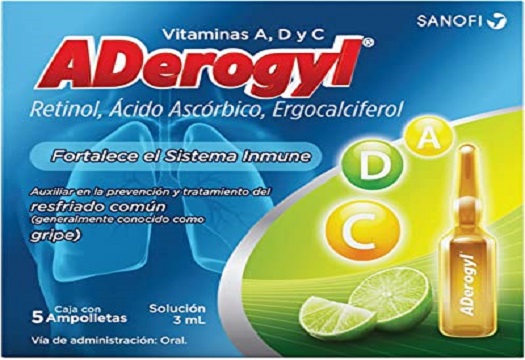 SANOFI
Vitaminas A, D y C
ADerogyl®
Retinol, Ácido Ascórbico, Ergocalciferol
Fortalece el Sistema Inmune
Auxiliar en la prevención y tratamiento del
resfriado común
(generalmente conocido como
gripe)
A
D
C
ADerogyl
Caja con
5 Ampolletas
Solución
3 mL
Vía de administración: Oral.